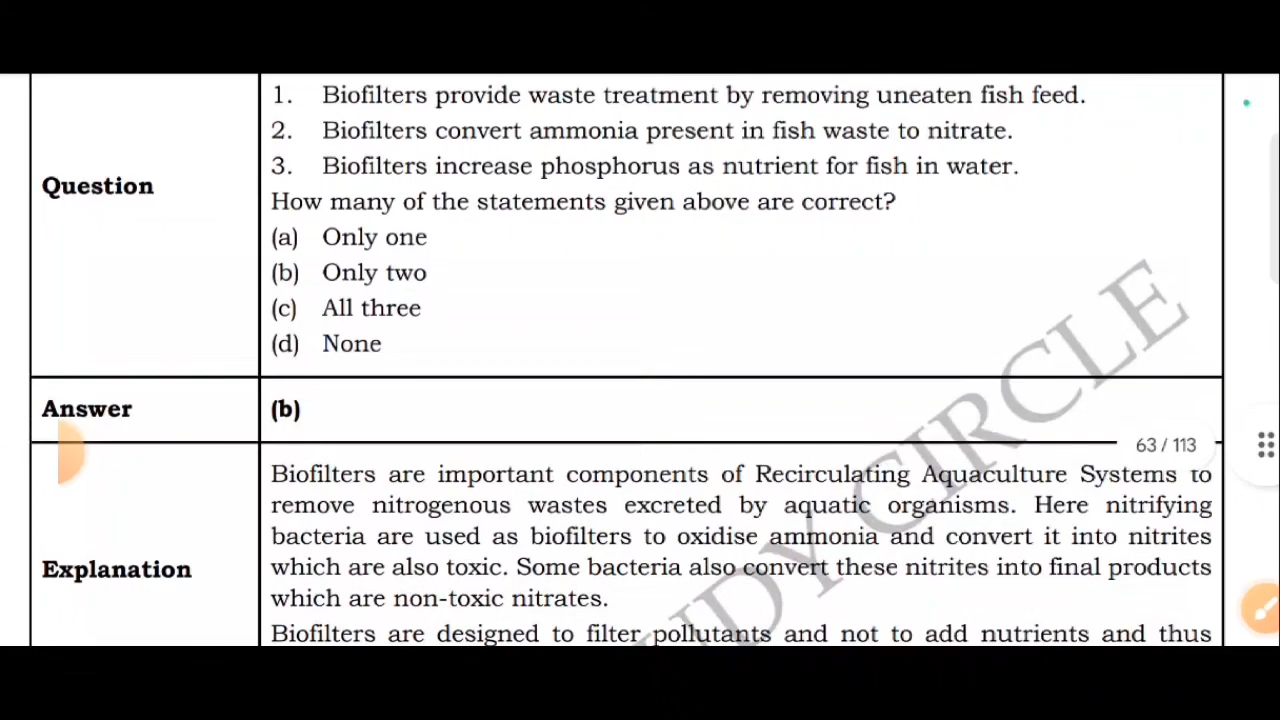 1. Biofilters provide waste treatment by removing uneaten fish feed.
2. Biofilters convert ammonia present in fish waste to nitrate.
3. Biofilters increase phosphorus as nutrient for fish in water.
Question
How many of the statements given above are correct?
(a) Only one
(b) Only two
(c) All three
(d) None
Answer
(b)
63 / 113
Explanation
Biofilters are important components of Recirculating Aquaculture Systems to
remove nitrogenous wastes excreted by aquatic organisms. Here nitrifying
bacteria are used as biofilters to oxidise ammonia and convert it into nitrites
which are also toxic. Some bacteria also convert these nitrites into final products
which are non-toxic nitrates.
Biofilters are designed to filter pollutants and not to add nutrients and thus
UDY CIRCLE